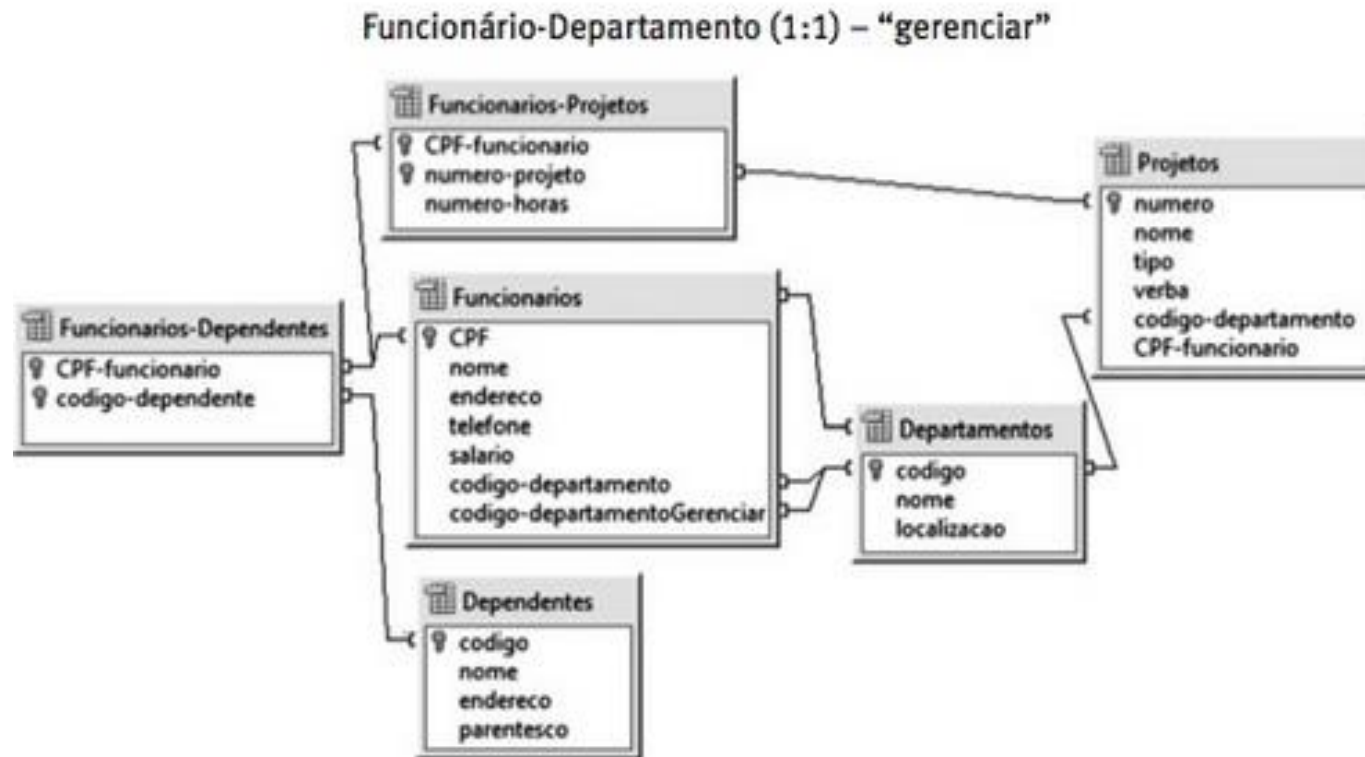 Funcionário-Departamento (1:1) – “gerenciar”
Funcionarios-Projetos
CPF-funcionario
numero-projeto
numero-horas
Projetos
numero
nome
tipo
verba
codigo-departamento
CPF-funcionario
Funcionarios
CPF
nome
endereco
telefone
salario
codigo-departamento
codigo-departamentoGerenciar
Funcionarios-Dependentes
CPF-funcionario
codigo-dependente
Departamentos
codigo
nome
localizacao
Dependentes
codigo
nome
endereco
parentesco